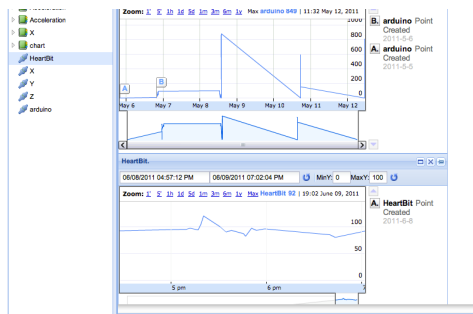 Acceleration
X
chart
HeartBit
X
Y
Z
arduino
Zoom: 1' 5' 1h 1d 5d 1m 3m 6m 1y Max arduino 649 | 11:32 May 12, 2011
1000
800
600
400
200
0
A
B
May 6 May 7 May 8 May 9 May 10 May 11 May 12
B. arduino Point
Created
2011-5-6
A. arduino Point
Created
2011-5-5
HeartBit.
06/08/2011 04:57:12 PM 06/09/2011 07:02:04 PM MinY: 0 MaxY: 100
Zoom: 1' 5' 1h 1d 5d 1m 3m 6m 1y Max HeartBit 92 | 19:02 June 09, 2011
100
50
0
5 pm 6 pm 7
A. HeartBit Point
Created
2011-6-8